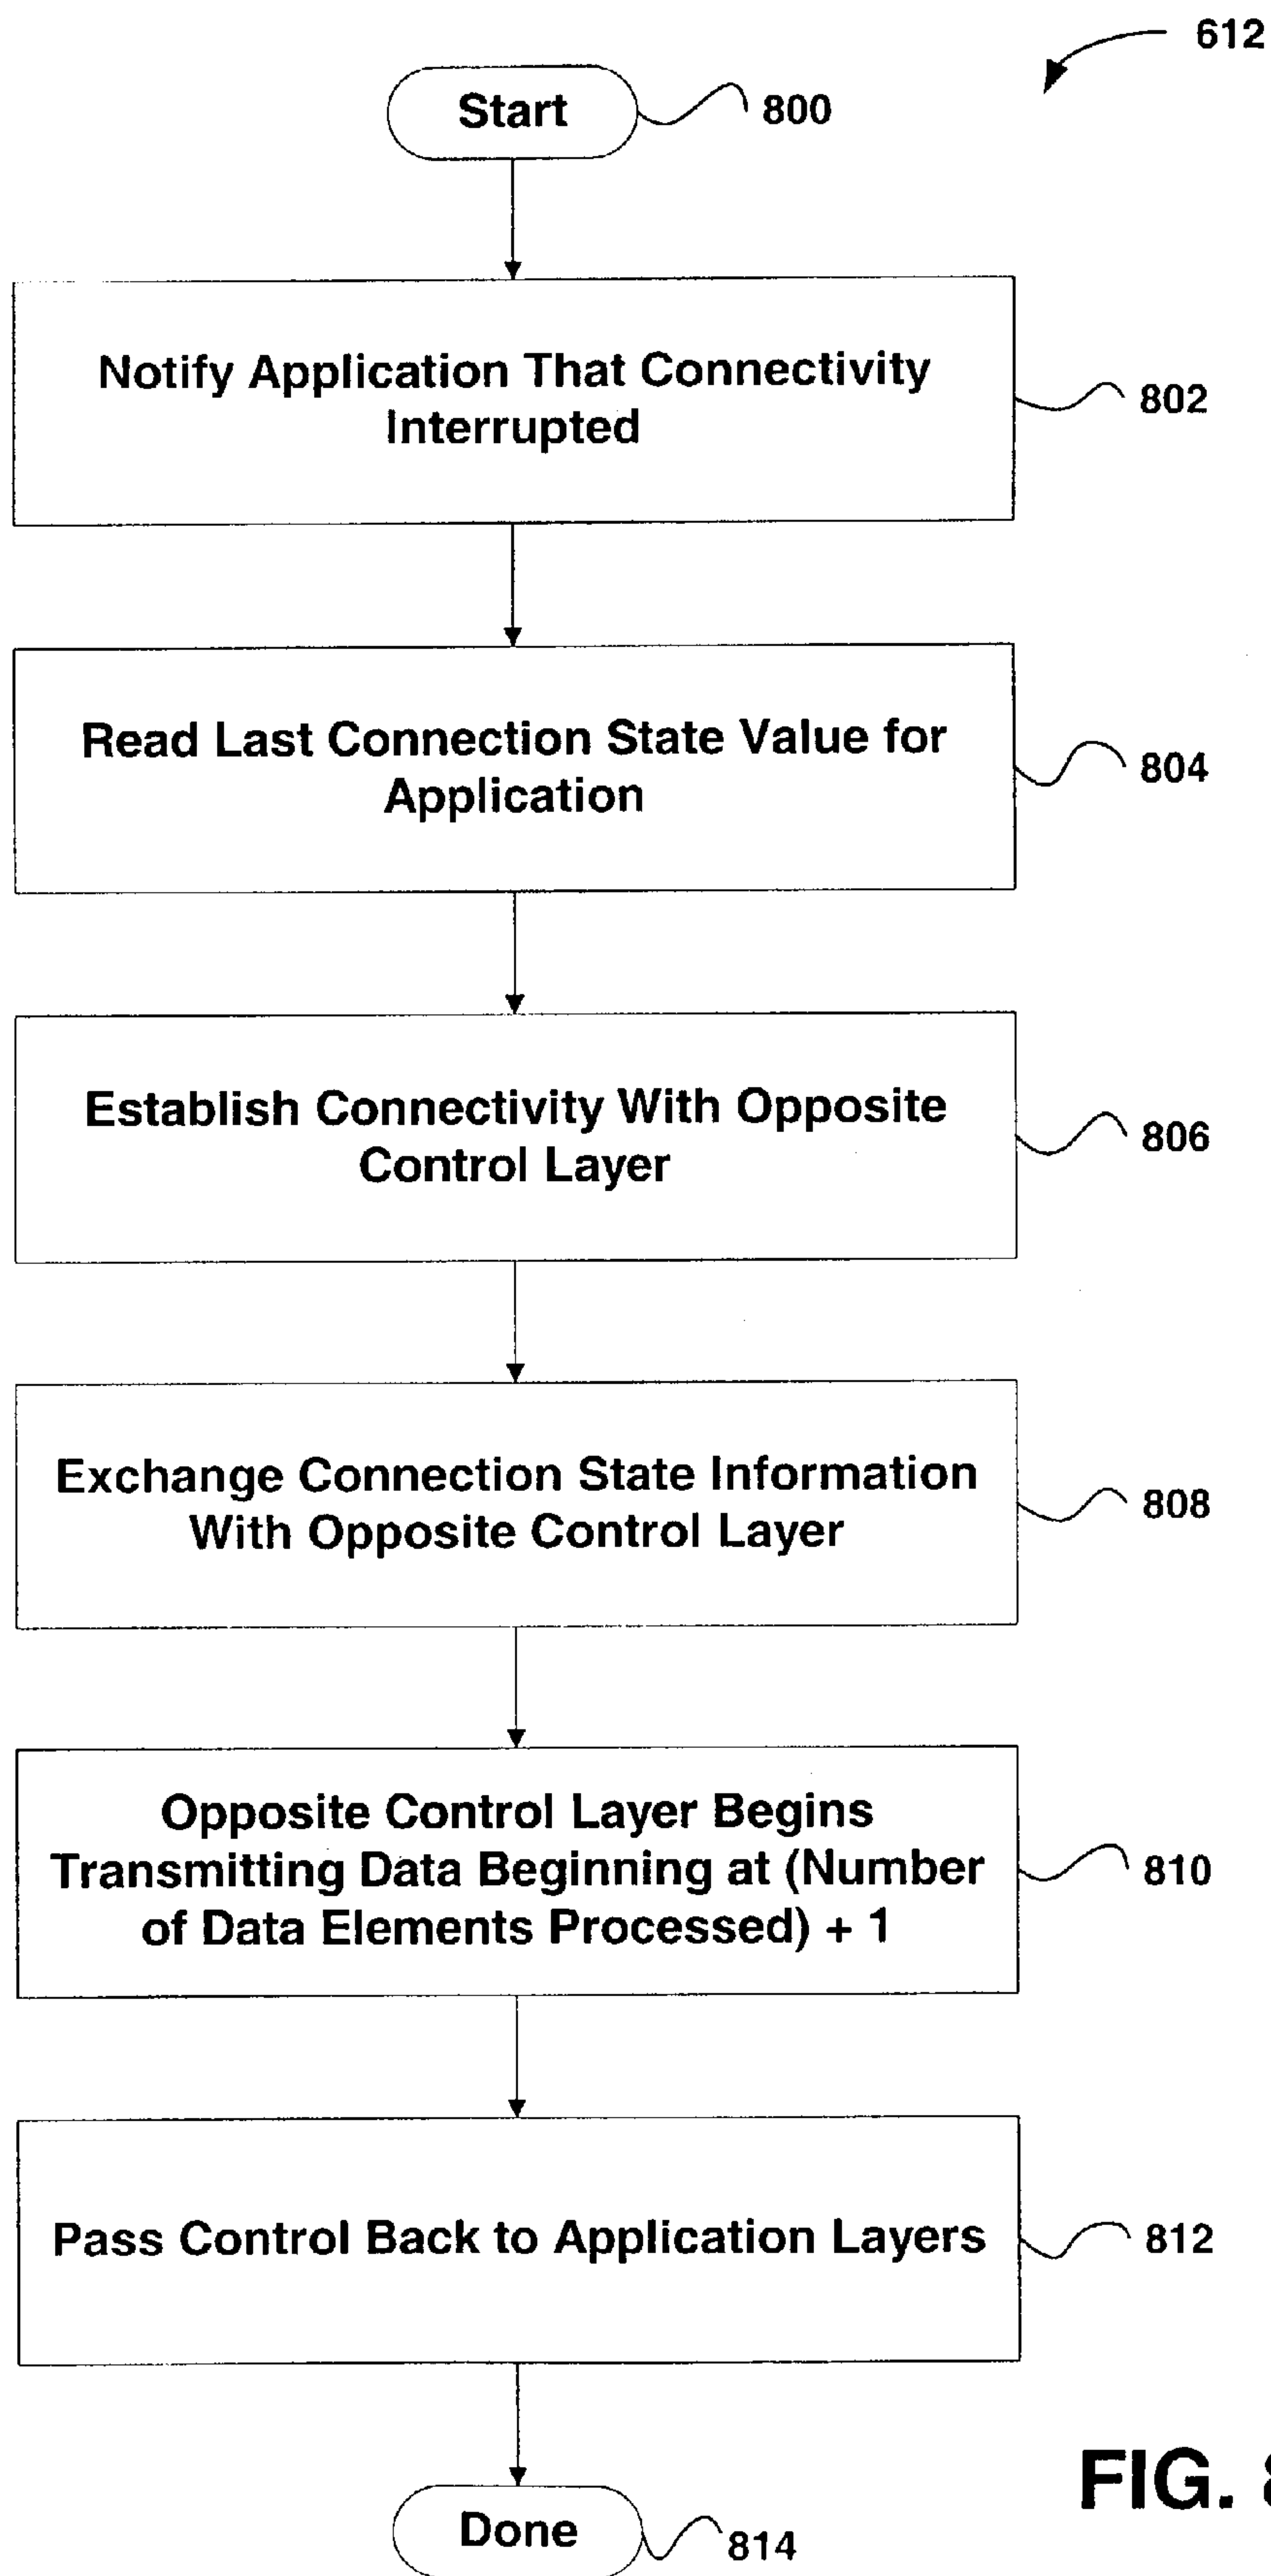 612
Start
800
Notify Application That Connectivity
Interrupted
802
Read Last Connection State Value for
Application
804
Establish Connectivity With Opposite
Control Layer
806
Exchange Connection State Information
With Opposite Control Layer
808
Opposite Control Layer Begins
Transmitting Data Beginning at (Number
of Data Elements Processed) + 1
810
Pass Control Back to Application Layers
812
Done
814
FIG. 8